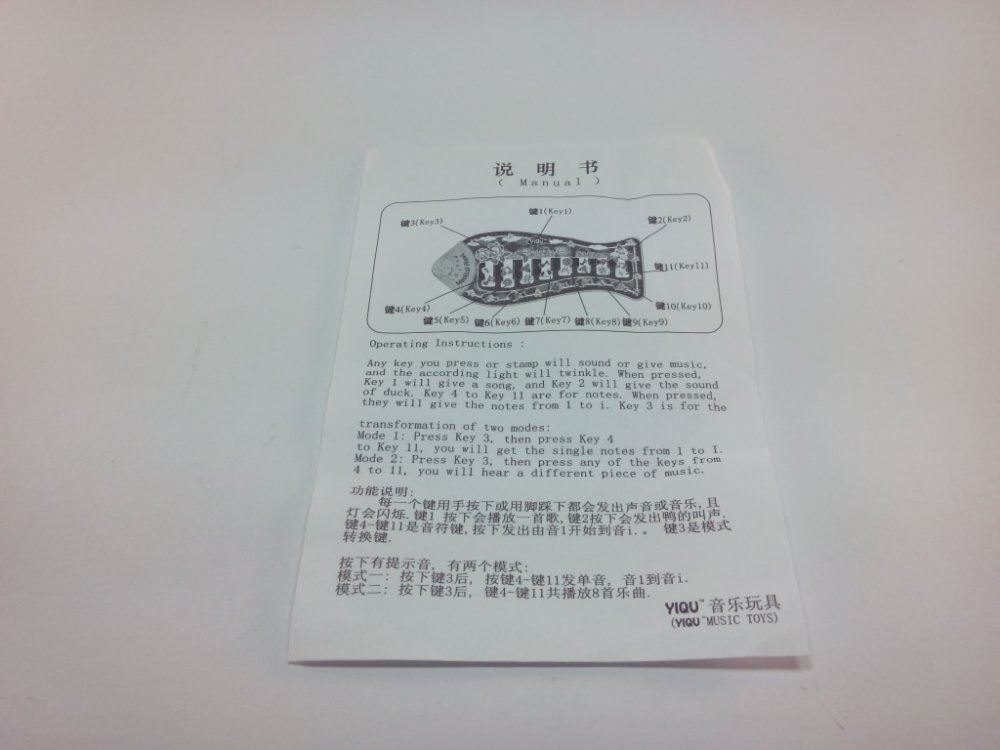 说 明 书
( Manual )
键1(Key1)
键3(Key3)
键2(Key2)
YIQU
键11(Key11)
键4(Key4)
键10(Key10)
键5(Key5) 键6(Key6) 键7(Key7) 键8(Key8) 键9(Key9)
Operating Instructions :
Any key you press or stamp will sound or give music,
and the according light will twinkle. When pressed,
Key 1 will give a song, and Key 2 will give the sound
of duck. Key 4 to Key 11 are for notes. When pressed,
they will give the notes from 1 to i. Key 3 is for the
transformation of two modes:
Mode 1: Press Key 3, then press Key 4
to Key 11, you will get the single notes from 1 to I.
Mode 2: Press Key 3, then press any of the keys from
4 to 11, you will hear a different piece of music.
功能说明:
每一个键用手按下或用脚踩下都会发出声音或音乐,且
灯会闪烁.键1 按下会播放一首歌,键2按下会发出鸭的叫声.
键4-键11是音符键,按下发出由音1开始到音i.。 键3是模式
转换键.
按下有提示音, 有两个模式:
模式一: 按下键3后, 按键4-键11发单音, 音1到音i.
模式二: 按下键3后, 键4-键11共播放8首乐曲.
YIQU™ 音乐玩具
(YIQU™MUSIC TOYS)